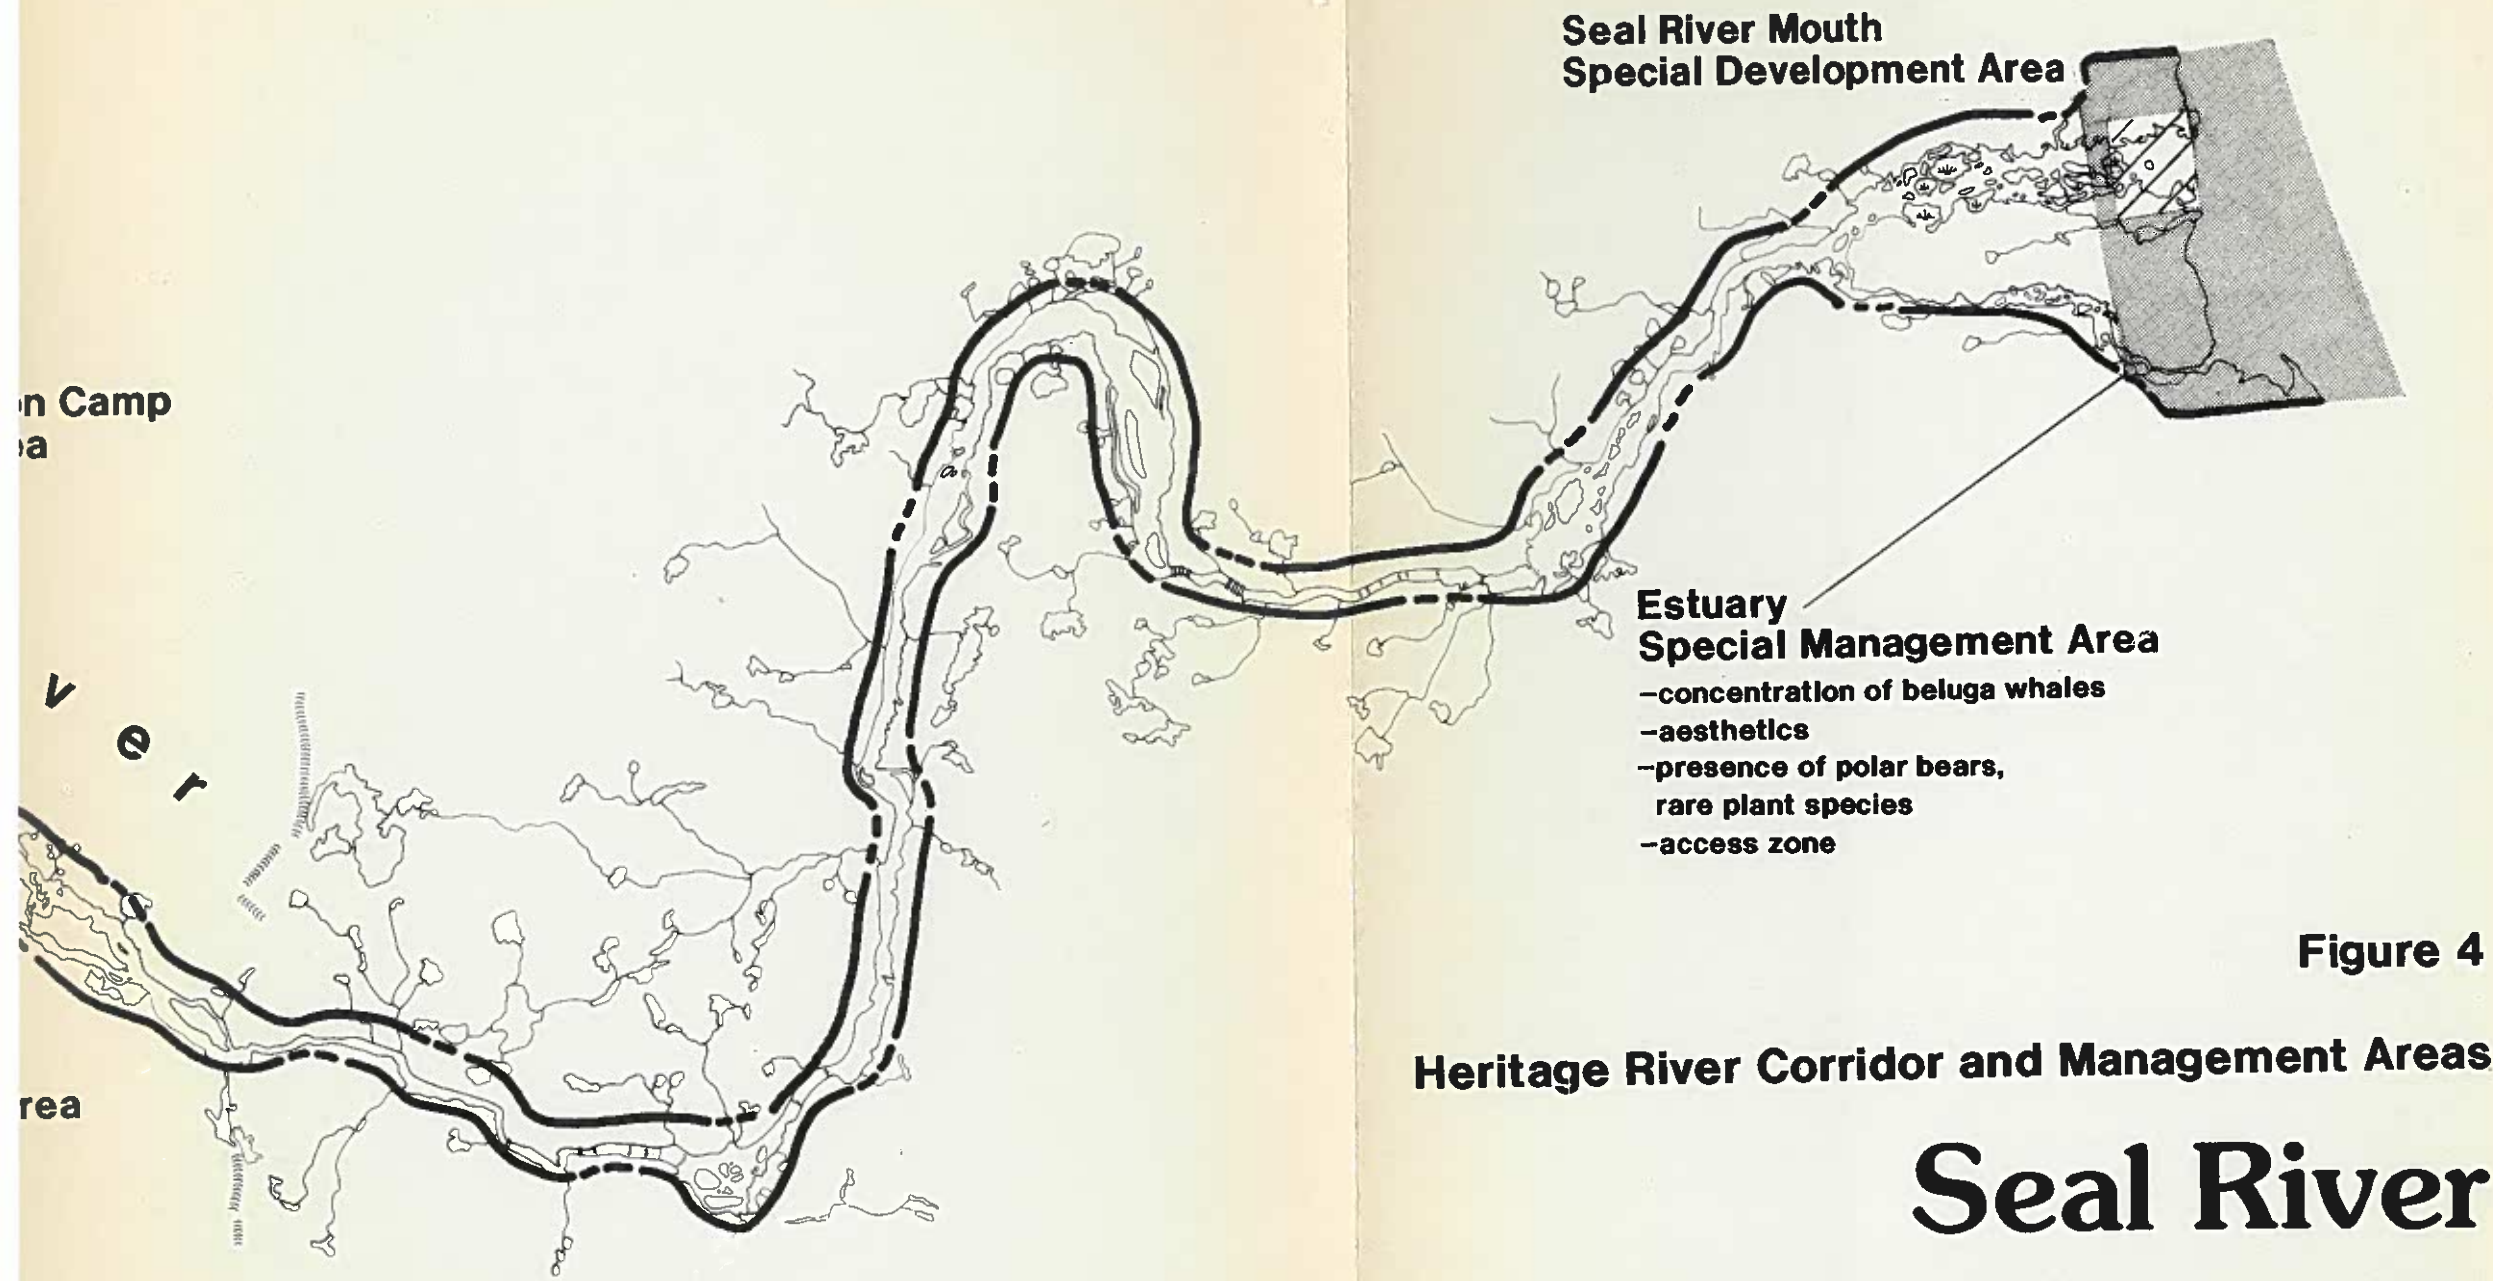 Seal River Mouth
Special Development Area
n Camp
a
v
e
r
Estuary
Special Management Area
–concentration of beluga whales
–aesthetics
–presence of polar bears,
rare plant species
–access zone
Figure 4
Heritage River Corridor and Management Areas
rea
Seal River